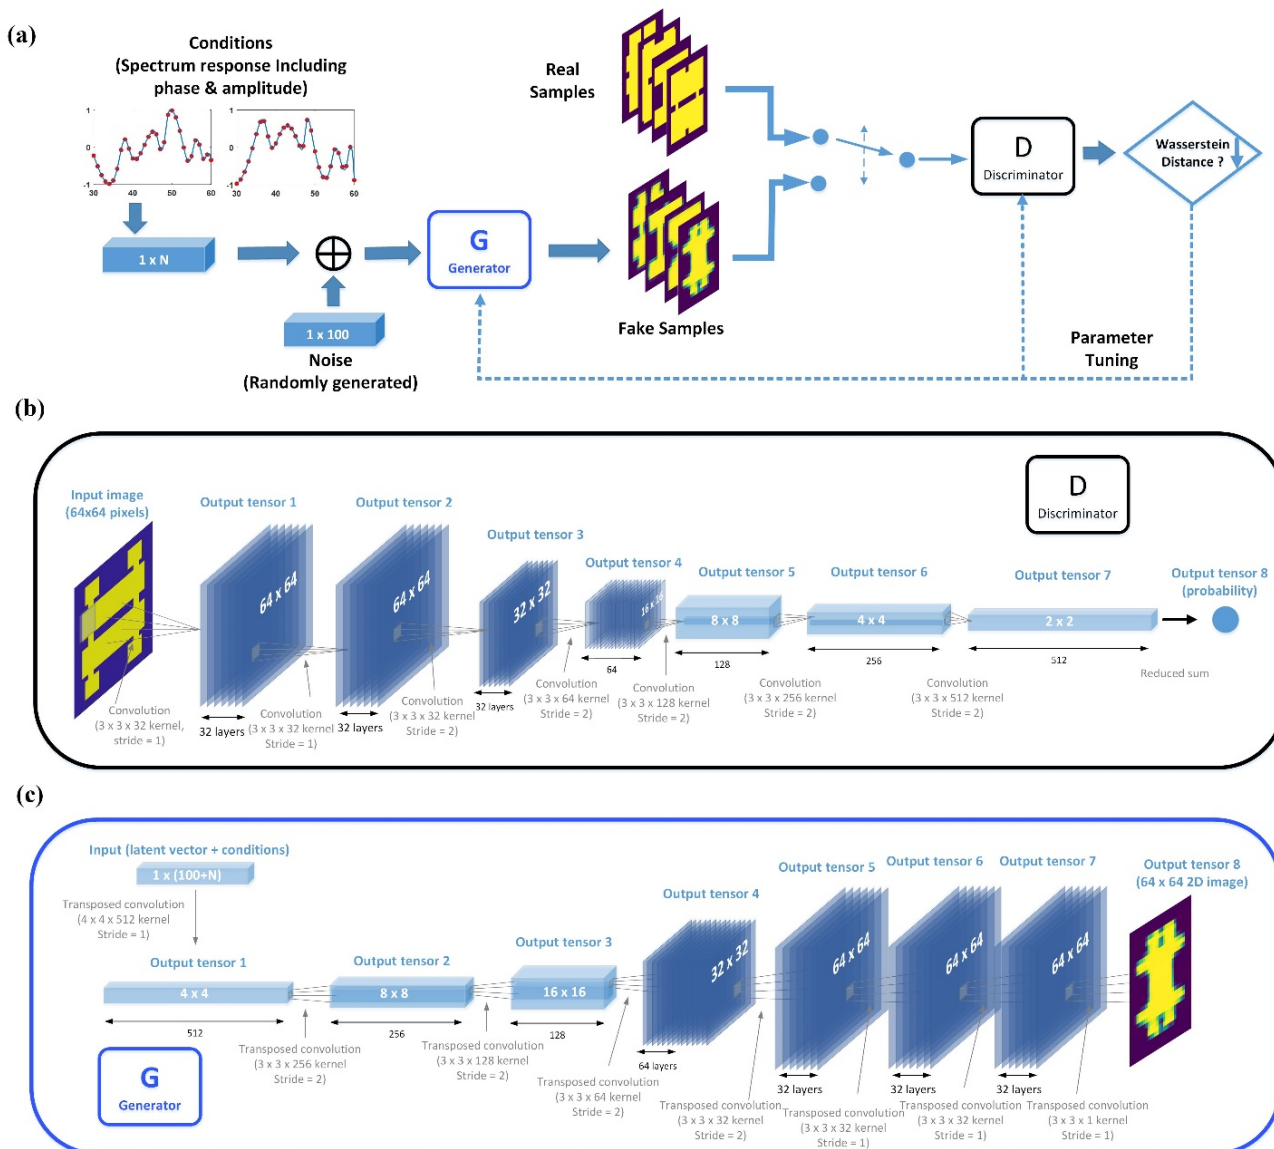 (a)
Conditions
(Spectrum response Including
phase & amplitude)
1
0
-1
30
40
50
60
1
0
-1
30
40
50
60
1 x N
1 x 100
Noise
(Randomly generated)
G
Generator
Real
Samples
Fake Samples
D
Discriminator
Wasserstein
Distance ?
Parameter
Tuning
(b)
D
Discriminator
Input image
(64x64 pixels)
Output tensor 1
Output tensor 2
Output tensor 3
Output tensor 4
Output tensor 5
Output tensor 6
Output tensor 7
Output tensor 8
(probability)
64 x 64
64 x 64
32 x 32
16 x 16
8 x 8
4 x 4
2 x 2
32 layers
32 layers
32 layers
64
128
256
512
Convolution
(3 x 3 x 32 kernel,
stride = 1)
Convolution
(3 x 3 x 32 kernel
Stride = 1)
Convolution
(3 x 3 x 32 kernel
Stride = 2)
Convolution
(3 x 3 x 64 kernel
Stride = 2)
Convolution
(3 x 3 x 128 kernel
Stride = 2)
Convolution
(3 x 3 x 256 kernel
Stride = 2)
Convolution
(3 x 3 x 512 kernel
Stride = 2)
Reduced sum
(c)
Input (latent vector + conditions)
1 x (100+N)
Transposed convolution
(4 x 4 x 512 kernel
Stride = 1)
Output tensor 1
Output tensor 2
Output tensor 3
Output tensor 4
Output tensor 5
Output tensor 6
Output tensor 7
Output tensor 8
(64 x 64 2D image)
4 x 4
8 x 8
16 x 16
32 x 32
64 x 64
64 x 64
64 x 64
512
256
128
64 layers
32 layers
32 layers
32 layers
Transposed convolution
(3 x 3 x 256 kernel
Stride = 2)
Transposed convolution
(3 x 3 x 128 kernel
Stride = 2)
Transposed convolution
(3 x 3 x 64 kernel
Stride = 2)
Transposed convolution
(3 x 3 x 32 kernel
Stride = 2)
Transposed convolution
(3 x 3 x 32 kernel
Stride = 1)
Transposed convolution
(3 x 3 x 32 kernel
Stride = 1)
Transposed convolution
(3 x 3 x 1 kernel
Stride = 1)
G
Generator